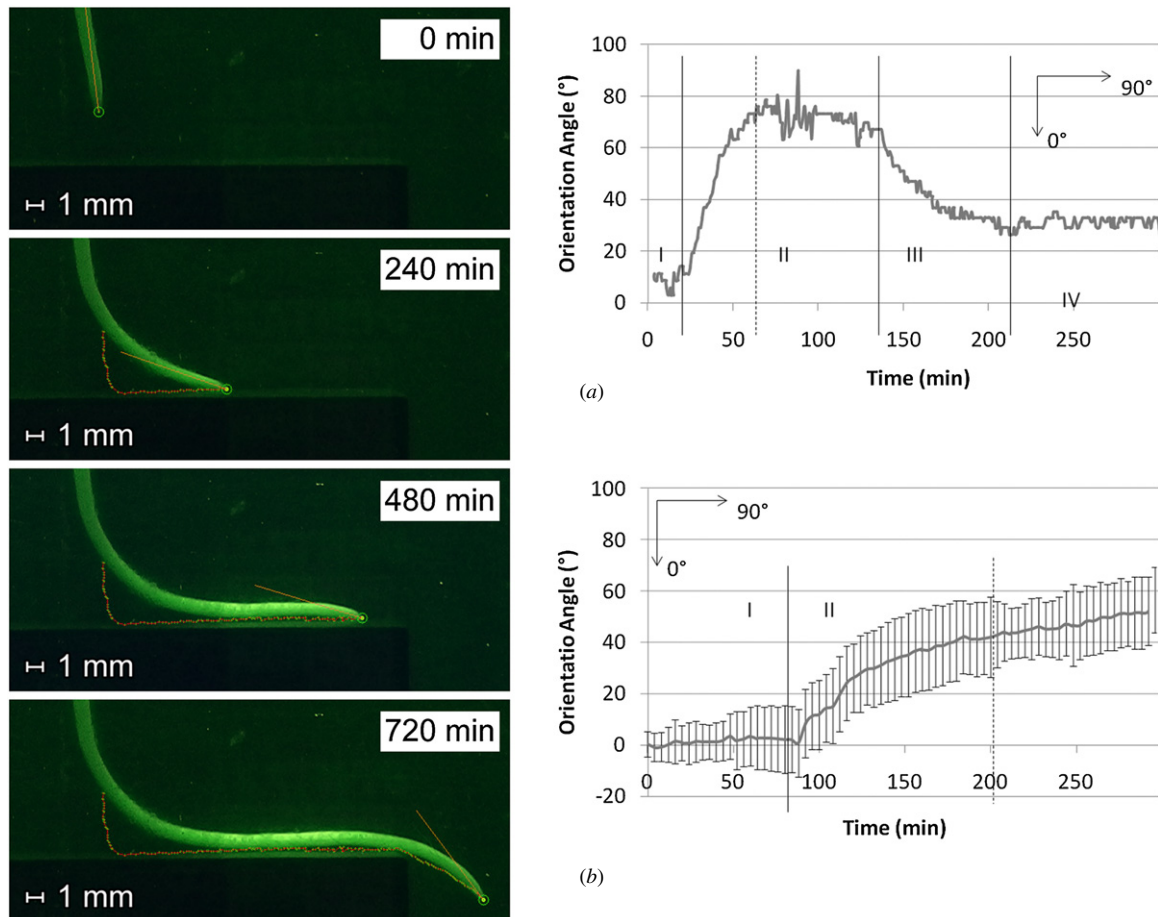 0 min
1 mm
240 min
1 mm
480 min
1 mm
720 min
1 mm
100
80
60
40
20
0
Orientation Angle (°)
90°
0°
I
II
III
IV
0
50
100
150
200
250
Time (min)
(a)
100
80
60
40
20
0
-20
Orientatio Angle (°)
90°
0°
I
II
0
50
100
150
200
250
Time (min)
(b)